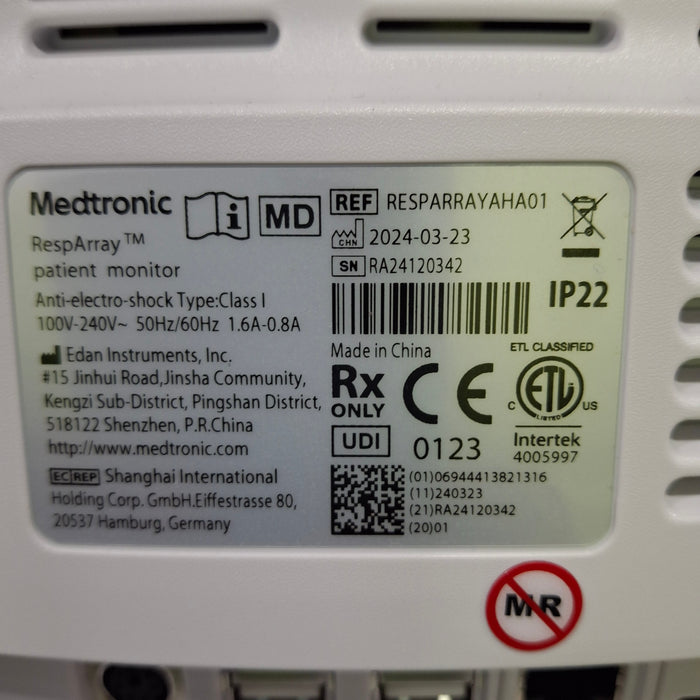 Medtronic
RespArray™
patient monitor
Anti-electro-shock Type:Class I
100V-240V~ 50Hz/60Hz 1.6A-0.8A
Edan Instruments, Inc.
#15 Jinhui Road,Jinsha Community,
Kengzi Sub-District, Pingshan District,
518122 Shenzhen, P.R.China
http://www.medtronic.com
EC REP Shanghai International
Holding Corp. GmbH.Eiffestrasse 80,
20537 Hamburg, Germany
i
MD
REF RESPARRAYAHA01
CHN 2024-03-23
SN RA24120342
IP22
Made in China
Rx
ONLY
CE
0123
ETL CLASSIFIED
ETL
LISTED
C US
Intertek
4005997
UDI
(01)06944413821316
(11)240323
(21)RA24120342
(20)01
MR